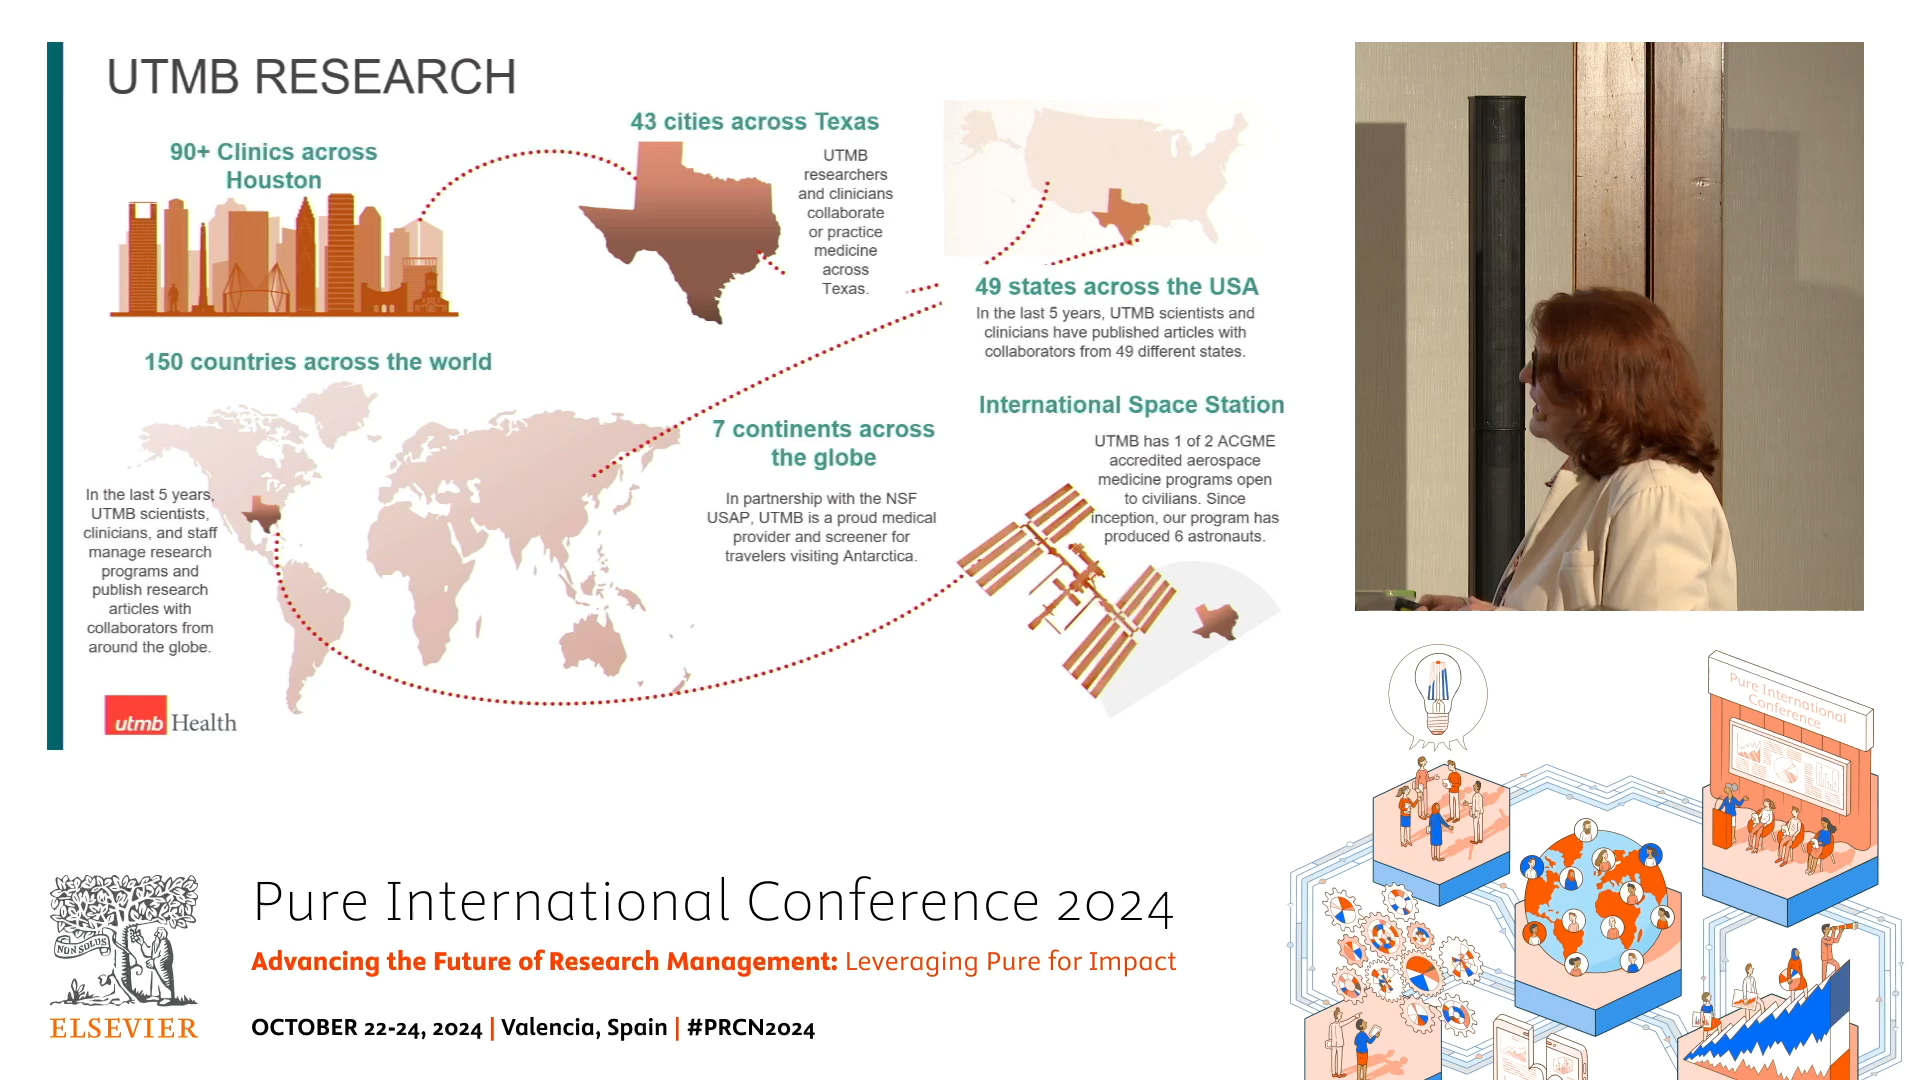 UTMB RESEARCH
90+ Clinics across
Houston
43 cities across Texas
UTMB
researchers
and clinicians
collaborate
or practice
medicine
across
Texas.
49 states across the USA
In the last 5 years, UTMB scientists and
clinicians have published articles with
collaborators from 49 different states.
150 countries across the world
In the last 5 years,
UTMB scientists,
clinicians, and staff
manage research
programs and
publish research
articles with
collaborators from
around the globe.
7 continents across
the globe
In partnership with the NSF
USAP, UTMB is a proud medical
provider and screener for
travelers visiting Antarctica.
International Space Station
UTMB has 1 of 2 ACGME
accredited aerospace
medicine programs open
to civilians. Since
inception, our program has
produced 6 astronauts.
utmb Health
Pure International
Conference
NON SOLUS
ELSEVIER
Pure International Conference 2024
Advancing the Future of Research Management: Leveraging Pure for Impact
OCTOBER 22-24, 2024 | Valencia, Spain | #PRCN2024